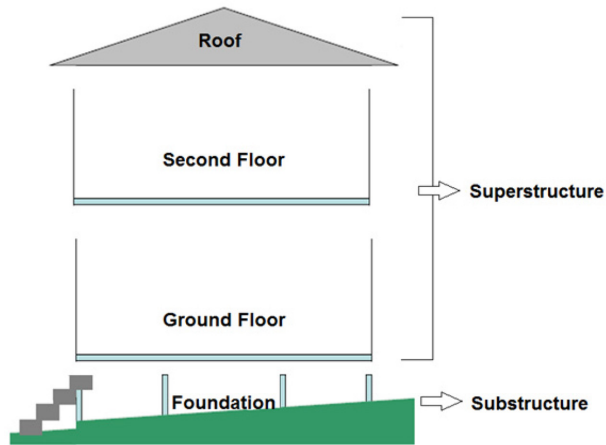 Roof
Second Floor
Superstructure
Ground Floor
Foundation
Substructure